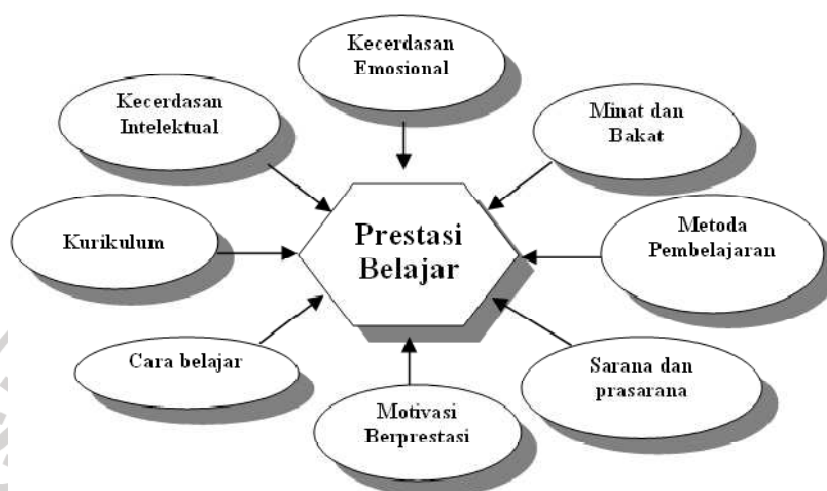 Kecerdasan
Emosional
Kecerdasan
Intelektual
Minat dan
Bakat
Kurikulum
Prestasi
Belajar
Metoda
Pembelajaran
Cara belajar
Sarana dan
prasarana
Motivasi
Berprestasi